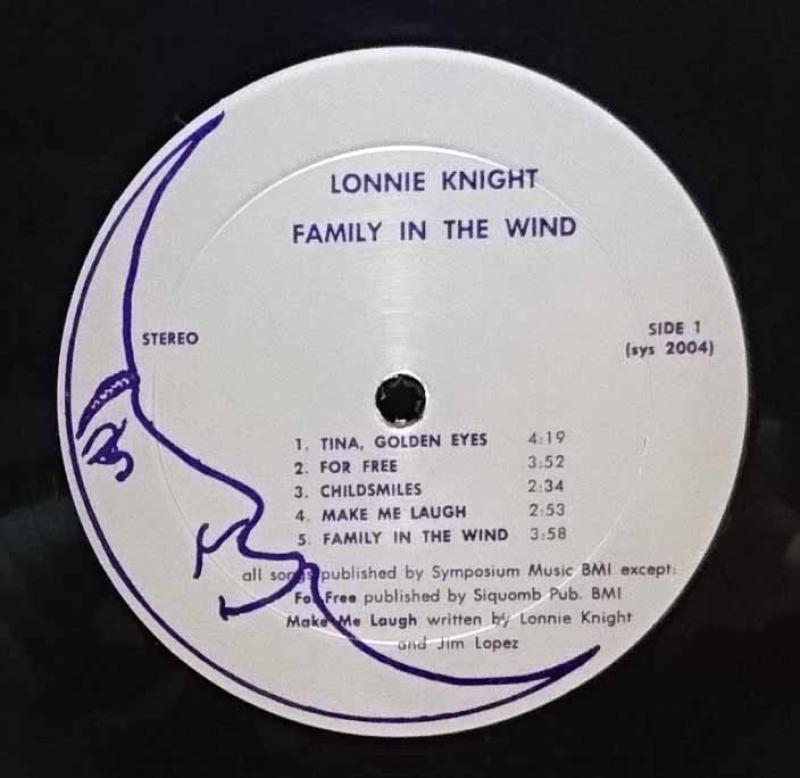 LONNIE KNIGHT
FAMILY IN THE WIND
STEREO
SIDE 1
(sys 2004)
1. TINA, GOLDEN EYES 4:19
2. FOR FREE 3:52
3. CHILDSMILES 2:34
4. MAKE ME LAUGH 2:53
5. FAMILY IN THE WIND 3:58
all songs published by Symposium Music BMI except:
For Free published by Siquomb Pub. BMI
Make Me Laugh written by Lonnie Knight
and Jim Lopez